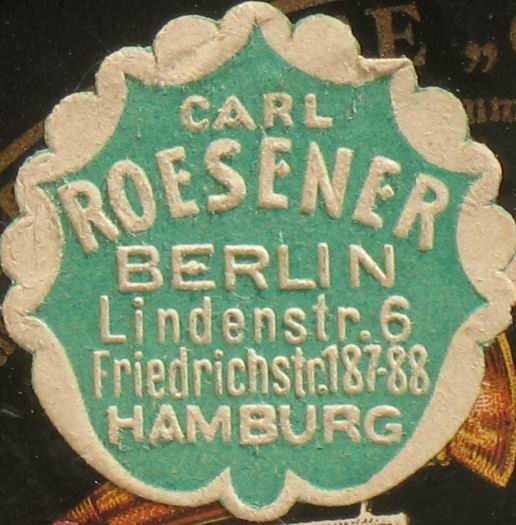 CARL
ROESENER
BERLIN
Lindenstr. 6
Friedrichstr. 187-88
HAMBURG